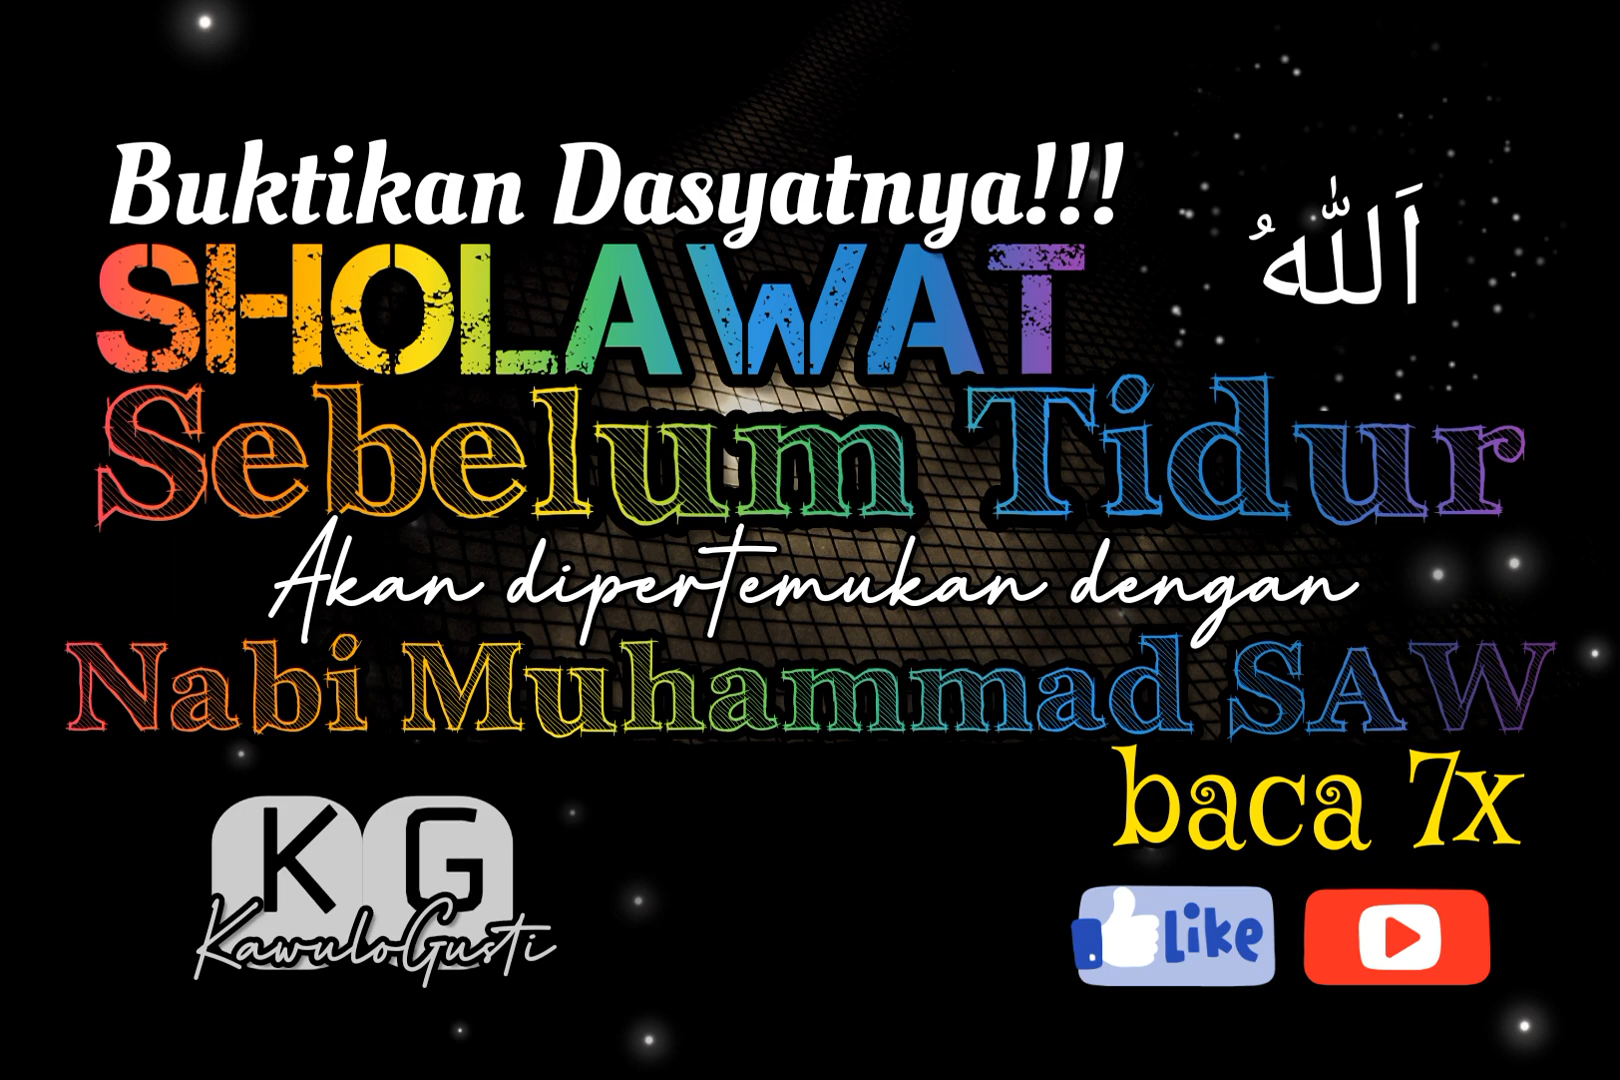 Buktikan Dasyatnya!!!
SHOLAWAT
اَللّٰهُ
Sebelum Tidur
Akan dipertemukan dengan
Nabi Muhammad SAW
baca 7x
KG
KawuloGusti
Like